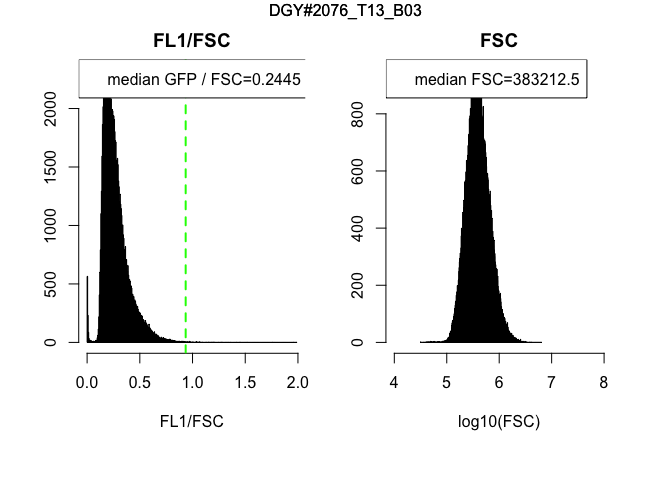 DGY#2076_T13_B03
FL1/FSC
median GFP / FSC=0.2445
2000
1500
1000
500
0
0.0 0.5 1.0 1.5 2.0
FL1/FSC
FSC
median FSC=383212.5
800
600
400
200
0
4 5 6 7 8
log10(FSC)